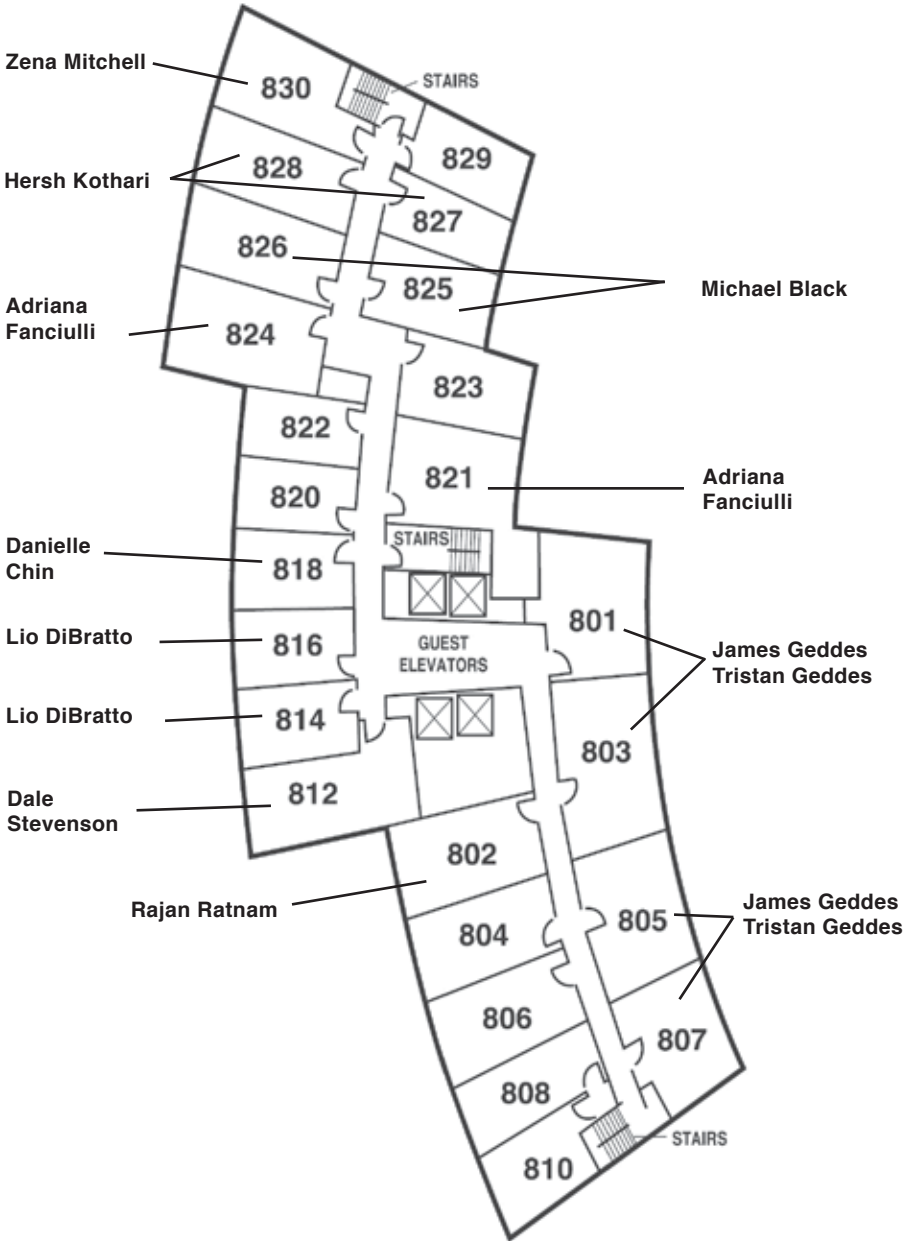 Zena Mitchell
830
STAIRS
829
Hersh Kothari
828
827
826
825
Michael Black
Adriana
Fanciulli
824
823
822
821
Adriana
Fanciulli
820
STAIRS
Danielle
Chin
818
801
Lio DiBratto
816
GUEST
ELEVATORS
James Geddes
Tristan Geddes
Lio DiBratto
814
803
Dale
Stevenson
812
802
Rajan Ratnam
804
805
James Geddes
Tristan Geddes
806
807
808
STAIRS
810